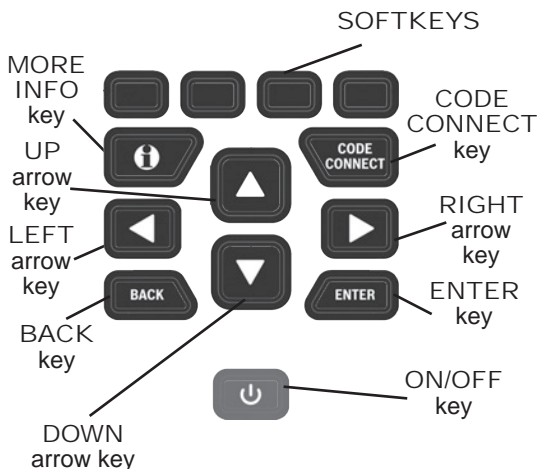 SOFTKEYS
MORE
INFO
key
CODE
CONNECT
key
UP
arrow
key
CODE
CONNECT
LEFT
arrow
key
RIGHT
arrow
key
BACK
ENTER
BACK
key
ENTER
key
ON/OFF
key
DOWN
arrow key